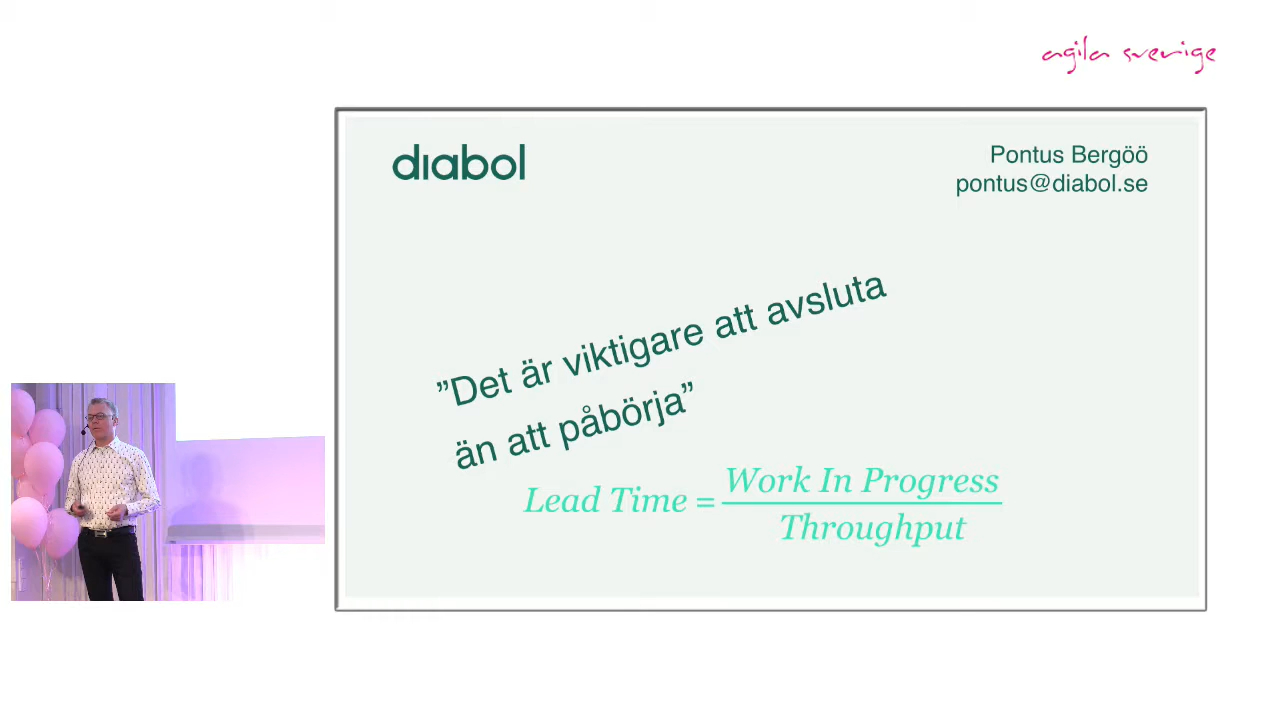 agila sverige
diabol
Pontus Bergöö
pontus@diabol.se
”Det är viktigare att avsluta
än att påbörja”
Lead Time = Work In Progress
Throughput